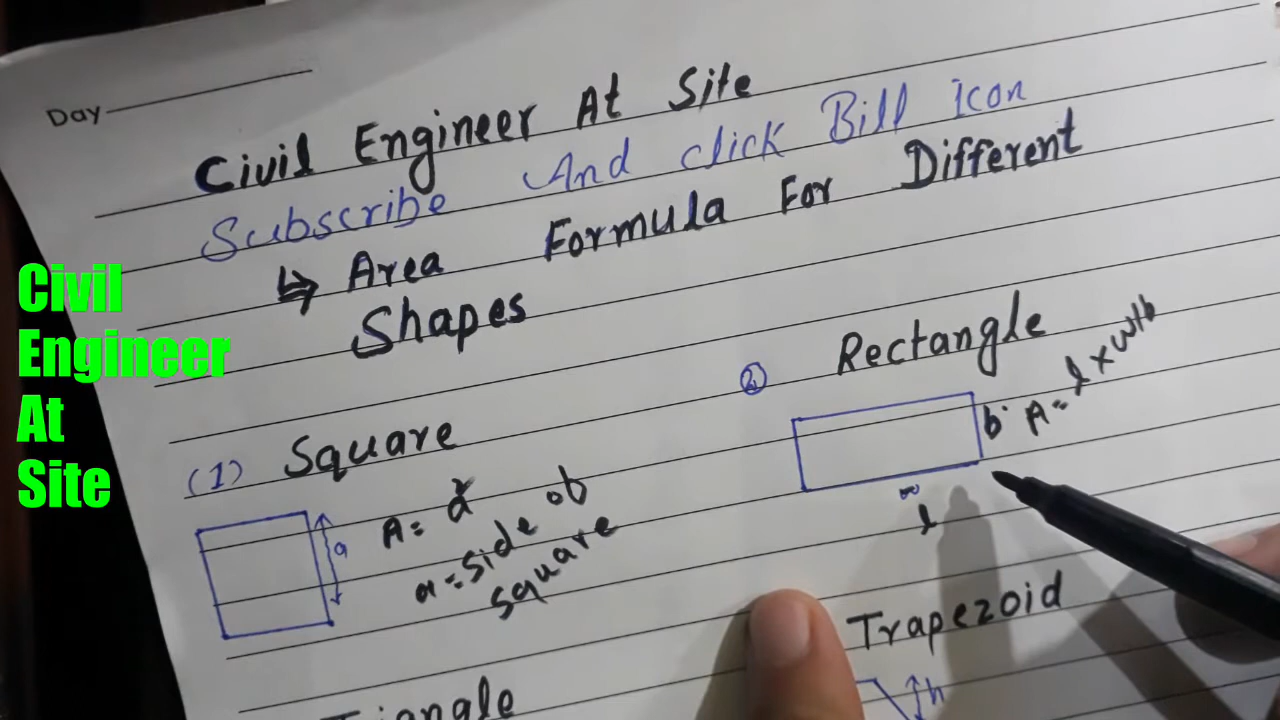 Day
Civil Engineer At Site
Subscribe And click Bill Icon
↳ Area Formula For Different
Shapes
Civil
Engineer
At
Site
(1) Square
a
A = a²
a = side of
square
② Rectangle
b
A = l × w/b
l
Triangle
Trapezoid
h